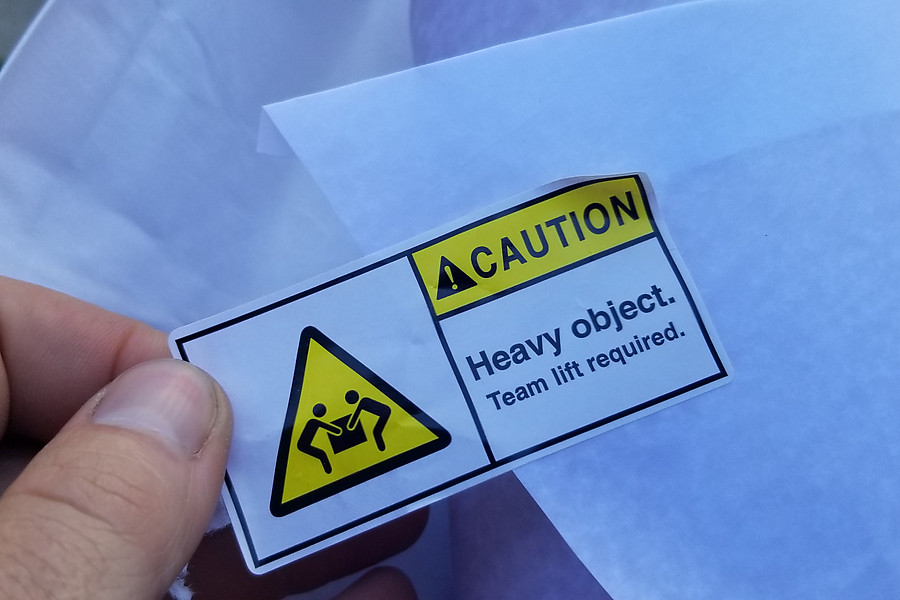 CAUTION
Heavy object.
Team lift required.